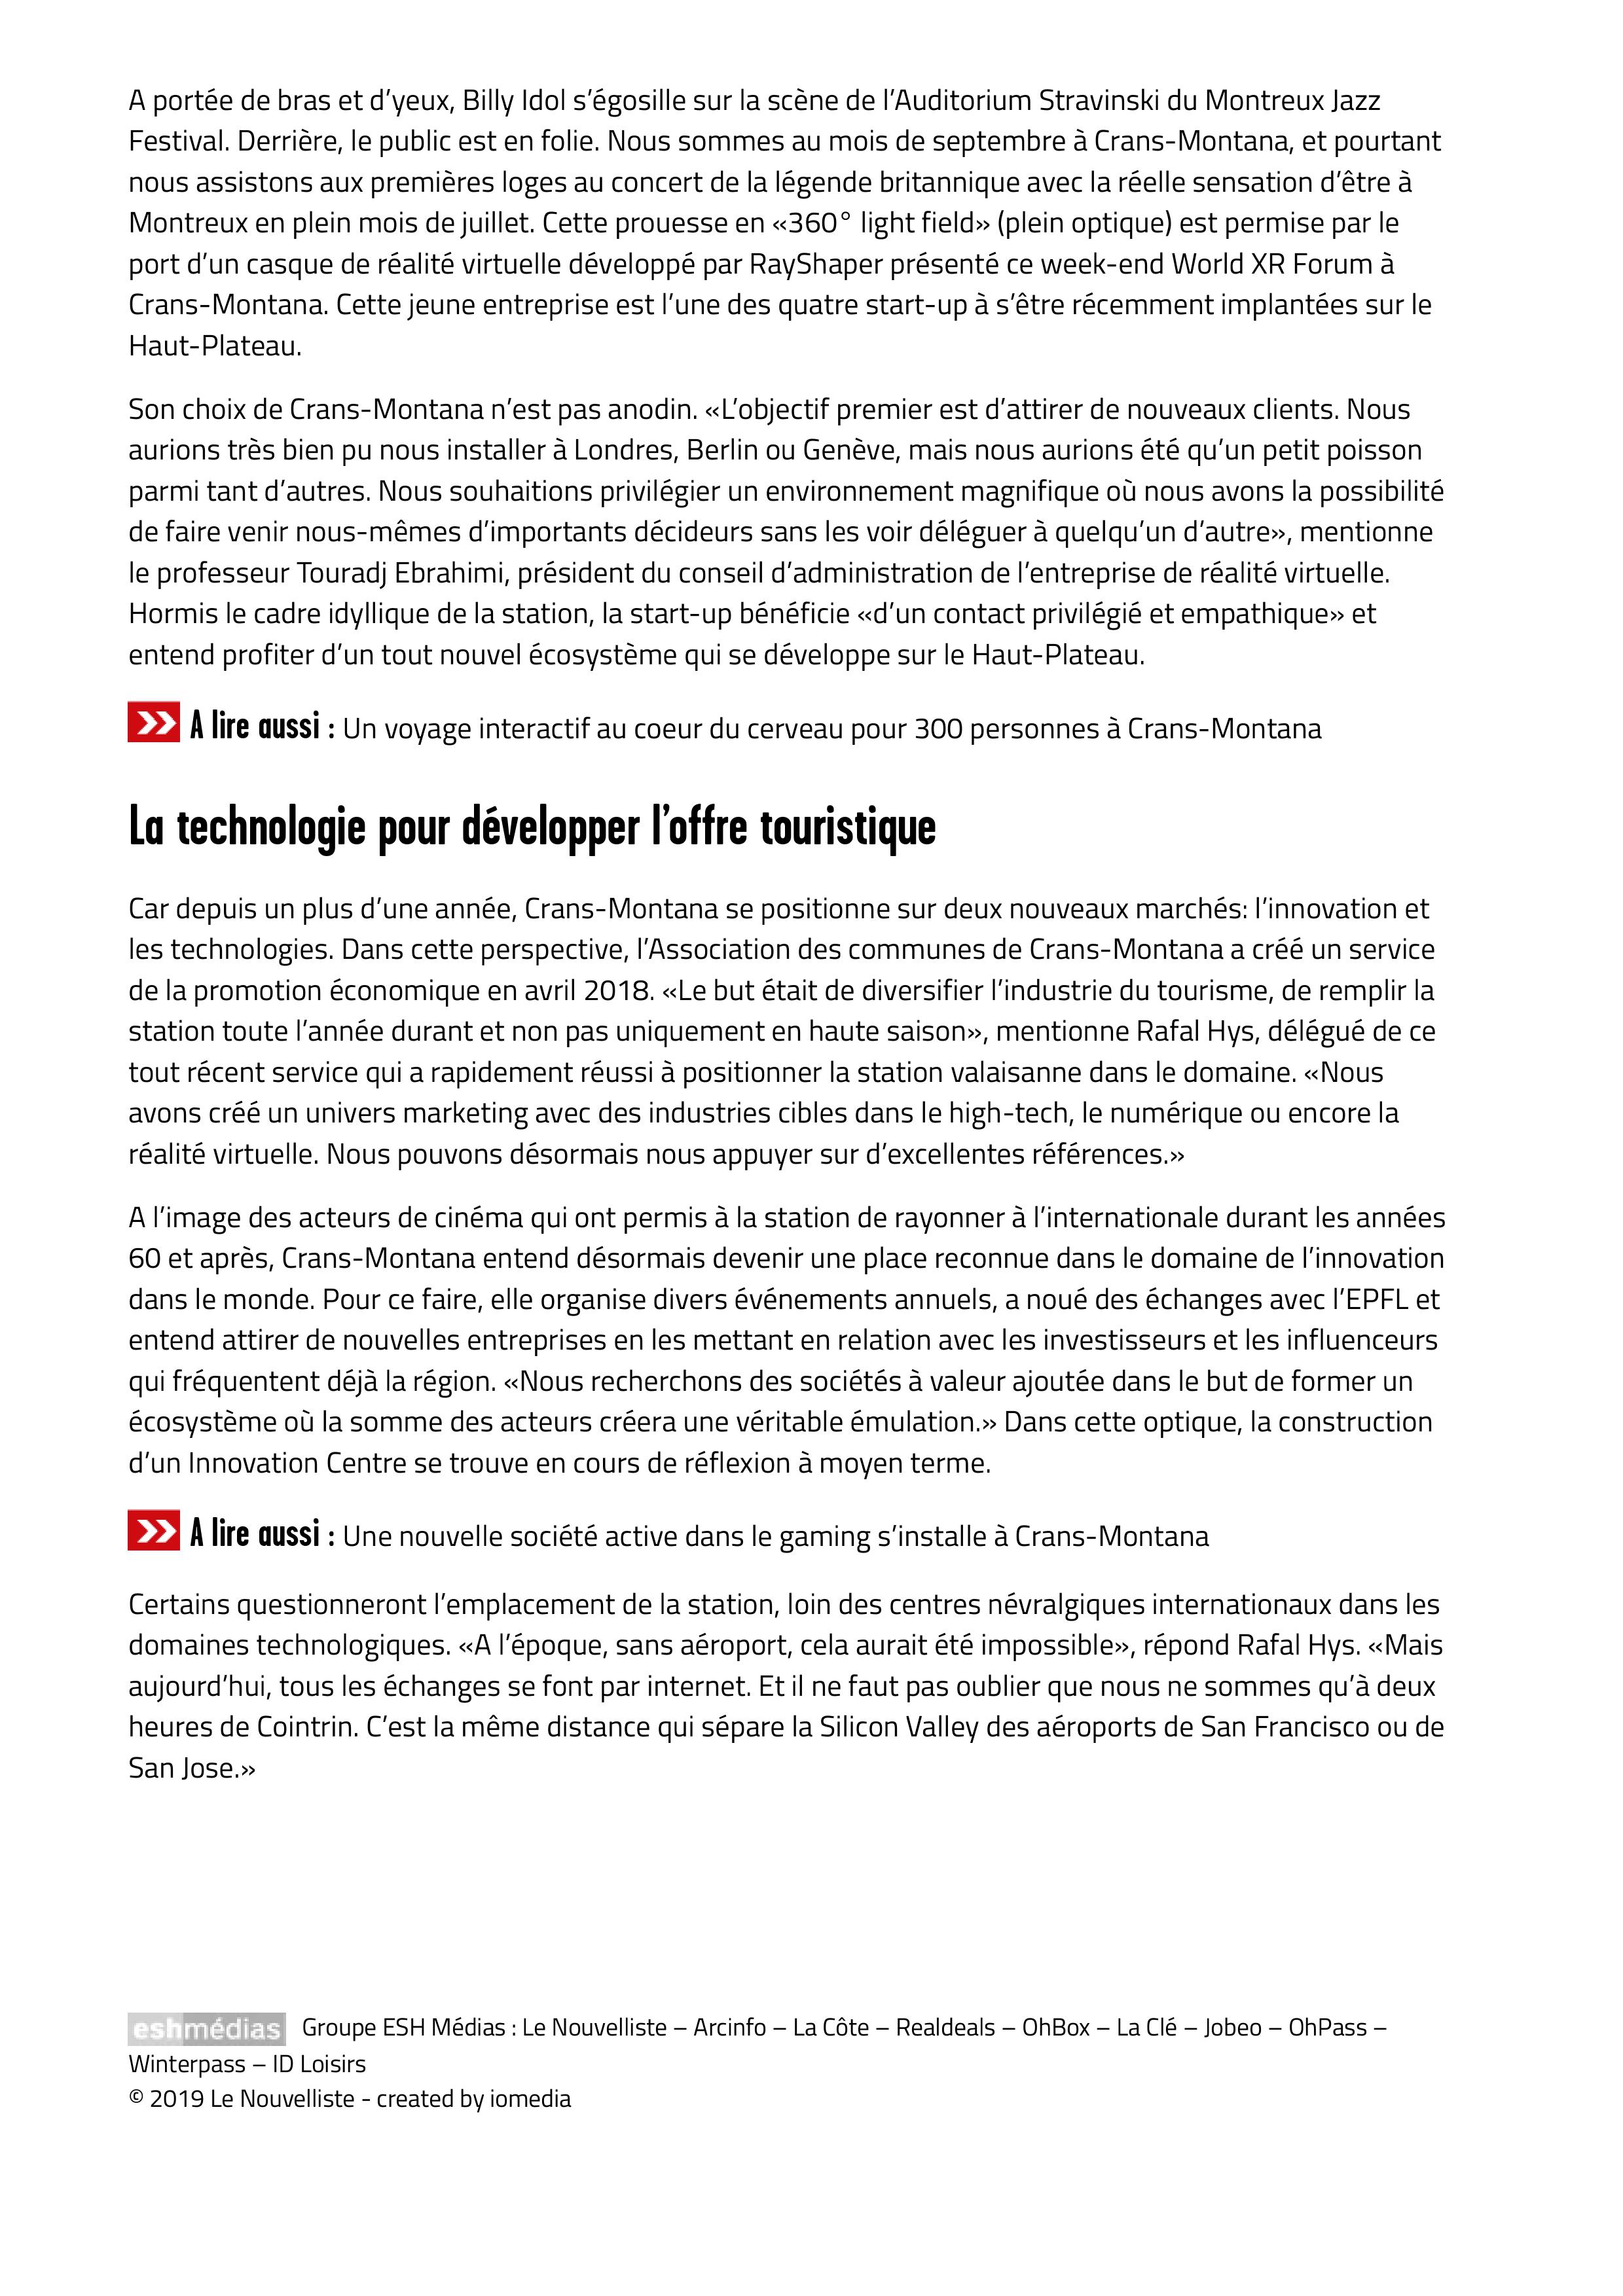 A portée de bras et d’yeux, Billy Idol s’égosille sur la scène de l’Auditorium Stravinski du Montreux Jazz
Festival. Derrière, le public est en folie. Nous sommes au mois de septembre à Crans-Montana, et pourtant
nous assistons aux premières loges au concert de la légende britannique avec la réelle sensation d’être à
Montreux en plein mois de juillet. Cette prouesse en «360° light field» (plein optique) est permise par le
port d’un casque de réalité virtuelle développé par RayShaper présenté ce week-end World XR Forum à
Crans-Montana. Cette jeune entreprise est l’une des quatre start-up à s’être récemment implantées sur le
Haut-Plateau.
Son choix de Crans-Montana n’est pas anodin. «L’objectif premier est d’attirer de nouveaux clients. Nous
aurions très bien pu nous installer à Londres, Berlin ou Genève, mais nous aurions été qu’un petit poisson
parmi tant d’autres. Nous souhaitions privilégier un environnement magnifique où nous avons la possibilité
de faire venir nous-mêmes d’importants décideurs sans les voir déléguer à quelqu’un d’autre», mentionne
le professeur Touradj Ebrahimi, président du conseil d’administration de l’entreprise de réalité virtuelle.
Hormis le cadre idyllique de la station, la start-up bénéficie «d’un contact privilégié et empathique» et
entend profiter d’un tout nouvel écosystème qui se développe sur le Haut-Plateau.
A lire aussi : Un voyage interactif au coeur du cerveau pour 300 personnes à Crans-Montana
La technologie pour développer l’offre touristique
Car depuis un plus d’une année, Crans-Montana se positionne sur deux nouveaux marchés: l’innovation et
les technologies. Dans cette perspective, l’Association des communes de Crans-Montana a créé un service
de la promotion économique en avril 2018. «Le but était de diversifier l’industrie du tourisme, de remplir la
station toute l’année durant et non pas uniquement en haute saison», mentionne Rafal Hys, délégué de ce
tout récent service qui a rapidement réussi à positionner la station valaisanne dans le domaine. «Nous
avons créé un univers marketing avec des industries cibles dans le high-tech, le numérique ou encore la
réalité virtuelle. Nous pouvons désormais nous appuyer sur d’excellentes références.»
A l’image des acteurs de cinéma qui ont permis à la station de rayonner à l’internationale durant les années
60 et après, Crans-Montana entend désormais devenir une place reconnue dans le domaine de l’innovation
dans le monde. Pour ce faire, elle organise divers événements annuels, a noué des échanges avec l’EPFL et
entend attirer de nouvelles entreprises en les mettant en relation avec les investisseurs et les influenceurs
qui fréquentent déjà la région. «Nous recherchons des sociétés à valeur ajoutée dans le but de former un
écosystème où la somme des acteurs créera une véritable émulation.» Dans cette optique, la construction
d’un Innovation Centre se trouve en cours de réflexion à moyen terme.
A lire aussi : Une nouvelle société active dans le gaming s’installe à Crans-Montana
Certains questionneront l’emplacement de la station, loin des centres névralgiques internationaux dans les
domaines technologiques. «A l’époque, sans aéroport, cela aurait été impossible», répond Rafal Hys. «Mais
aujourd’hui, tous les échanges se font par internet. Et il ne faut pas oublier que nous ne sommes qu’à deux
heures de Cointrin. C’est la même distance qui sépare la Silicon Valley des aéroports de San Francisco ou de
San Jose.»
eshmédias Groupe ESH Médias : Le Nouvelliste – Arcinfo – La Côte – Realdeals – OhBox – La Clé – Jobeo – OhPass –
Winterpass – ID Loisirs
© 2019 Le Nouvelliste - created by iomedia